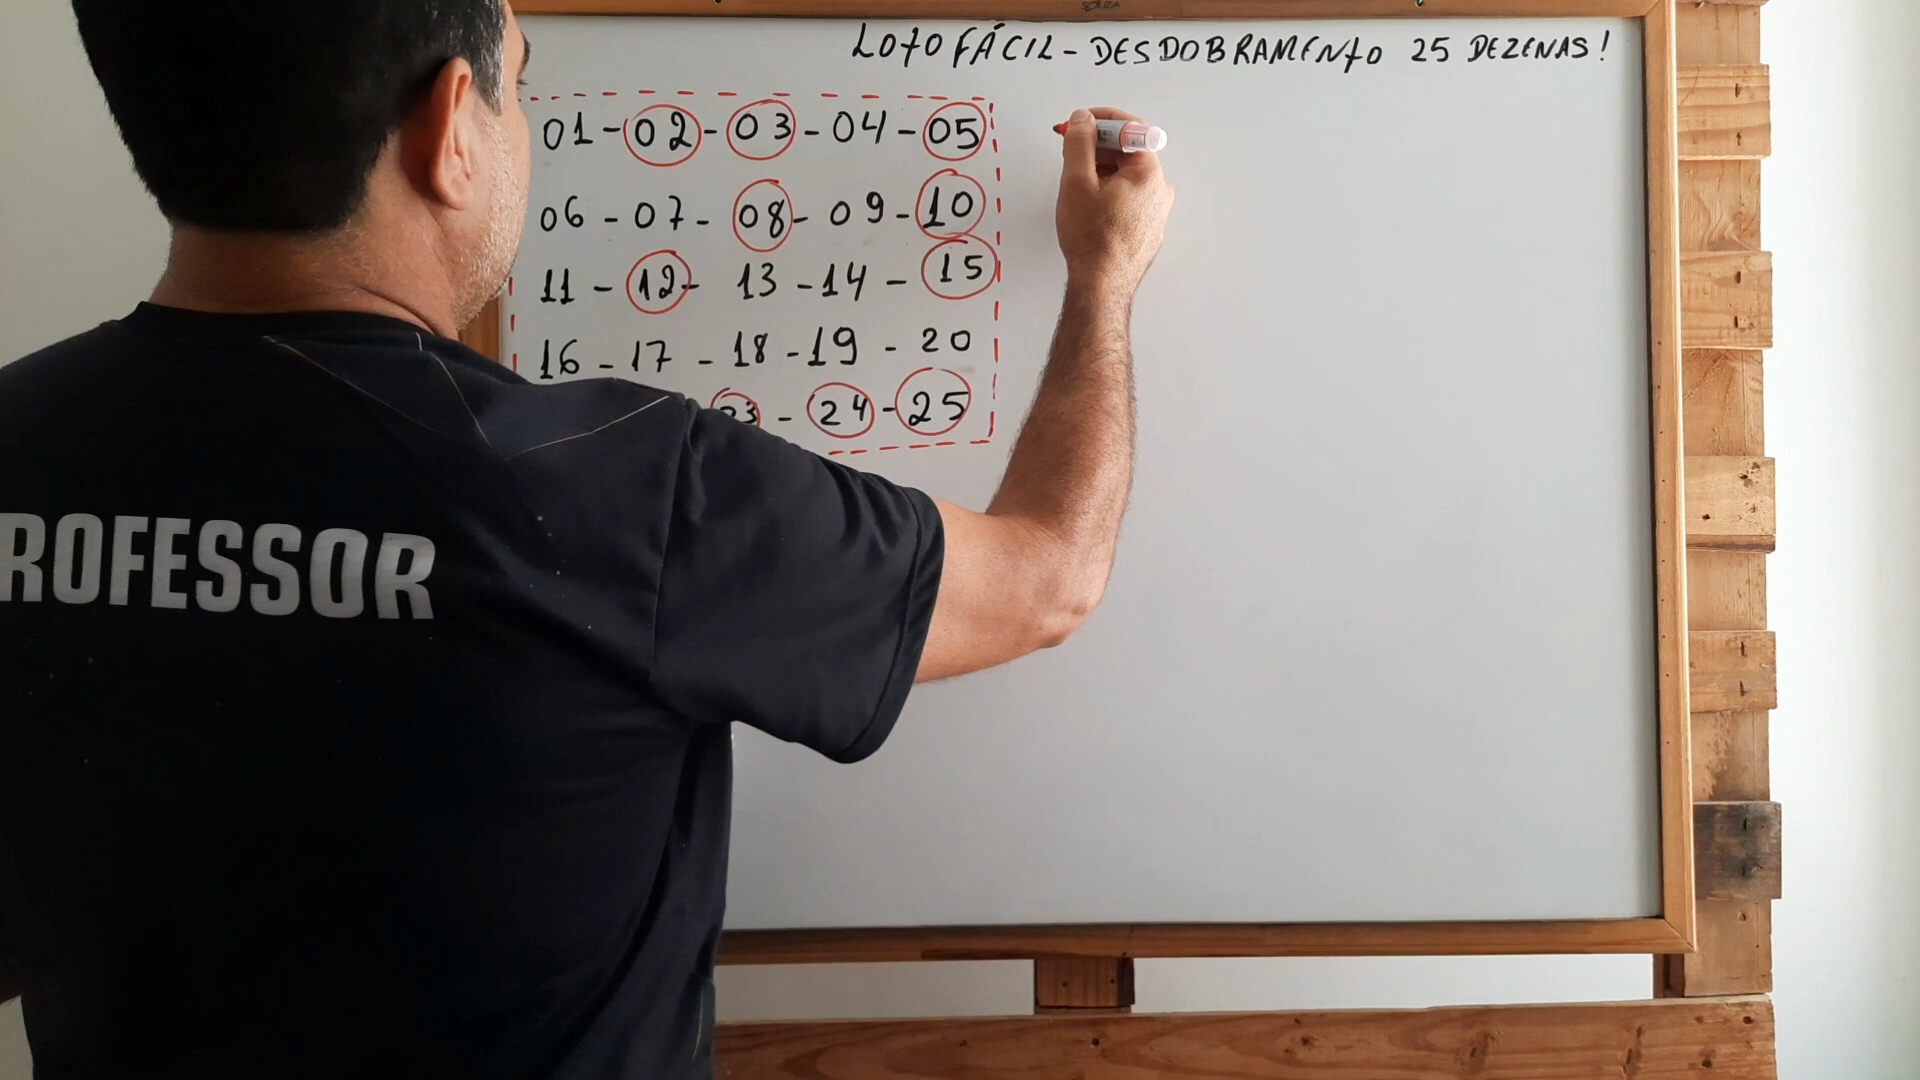 LOTOFÁCIL - DESDOBRAMENTO 25 DEZENAS!
01 - 02 - 03 - 04 - 05
06 - 07 - 08 - 09 - 10
11 - 12 - 13 - 14 - 15
16 - 17 - 18 - 19 - 20
23 - 24 - 25
ROFESSOR